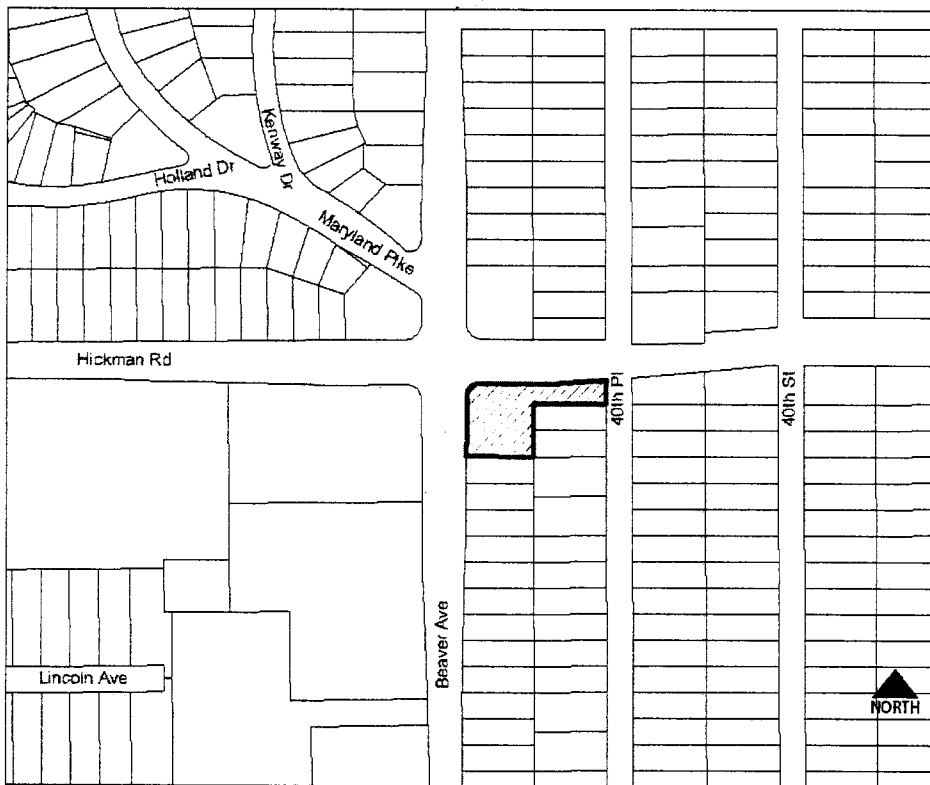 Kenway Dr
Holland Dr
Maryland Pike
Hickman Rd
40th Pl
40th St
Beaver Ave
Lincoln Ave
NORTH